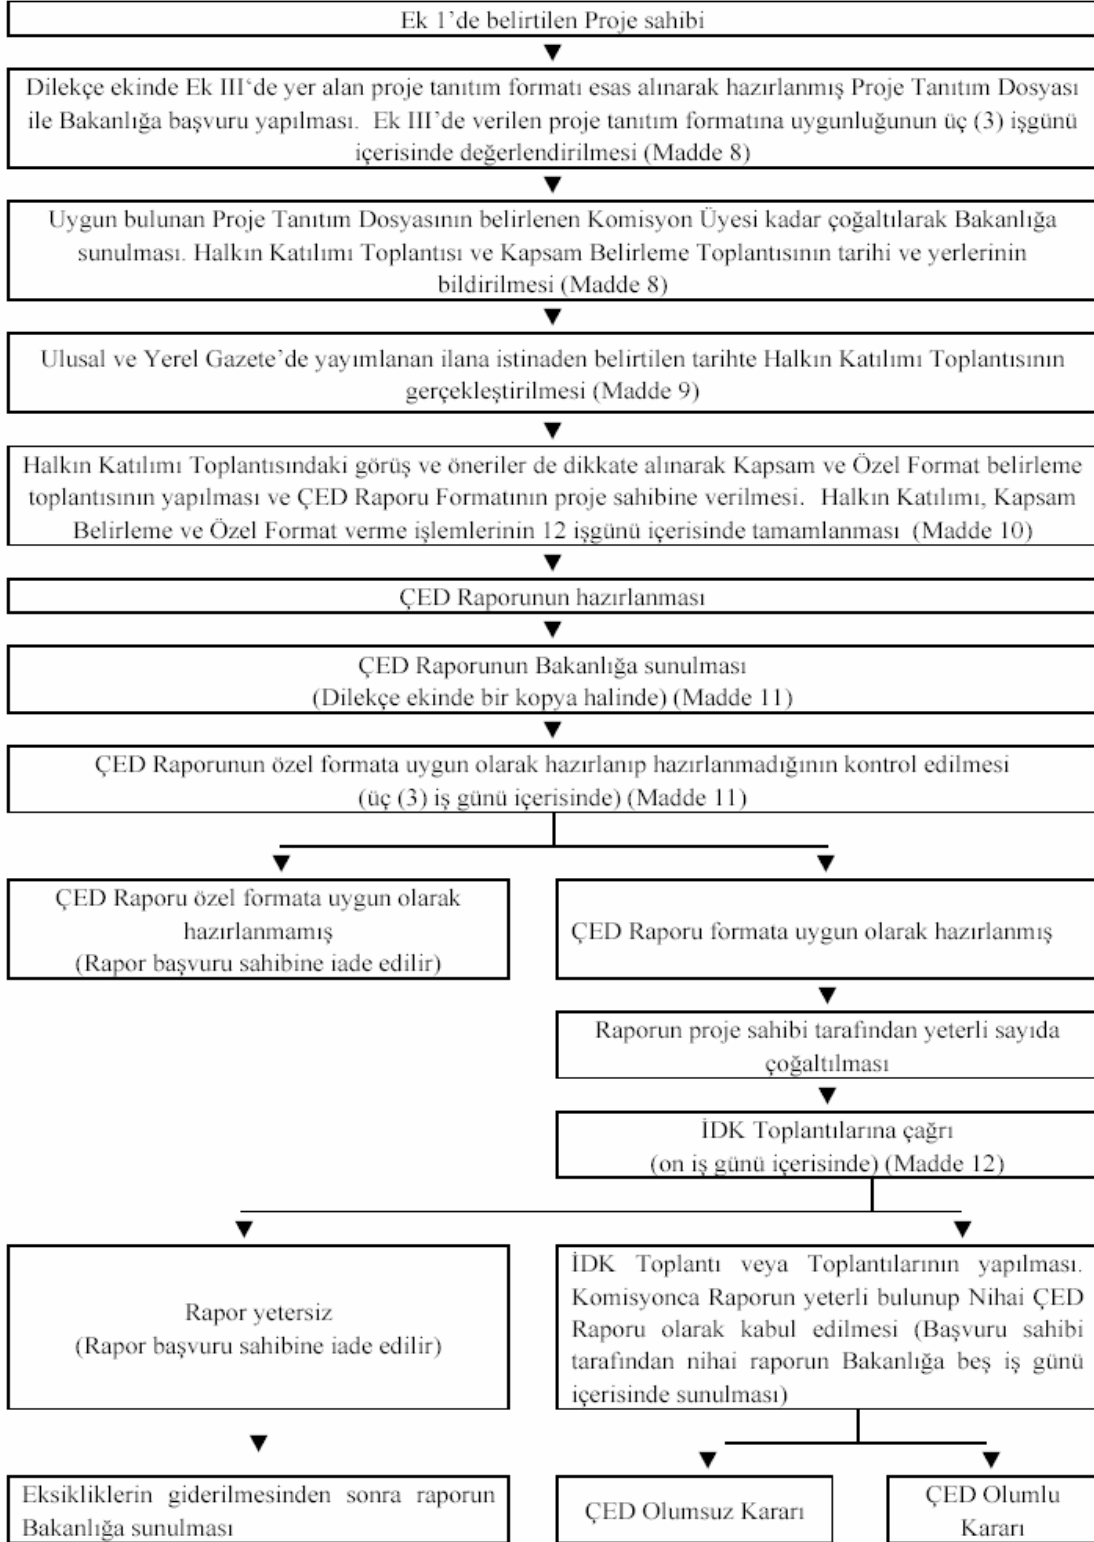 Ek 1’de belirtilen Proje sahibi
Dilekçe ekinde Ek III‘de yer alan proje tanıtım formatı esas alınarak hazırlanmış Proje Tanıtım Dosyası
ile Bakanlığa başvuru yapılması. Ek III’de verilen proje tanıtım formatına uygunluğunun üç (3) işgünü
içerisinde değerlendirilmesi (Madde 8)
Uygun bulunan Proje Tanıtım Dosyasının belirlenen Komisyon Üyesi kadar çoğaltılarak Bakanlığa
sunulması. Halkın Katılımı Toplantısı ve Kapsam Belirleme Toplantısının tarihi ve yerlerinin
bildirilmesi (Madde 8)
Ulusal ve Yerel Gazete’de yayımlanan ilana istinaden belirtilen tarihte Halkın Katılımı Toplantısının
gerçekleştirilmesi (Madde 9)
Halkın Katılımı Toplantısındaki görüş ve öneriler de dikkate alınarak Kapsam ve Özel Format belirleme
toplantısının yapılması ve ÇED Raporu Formatının proje sahibine verilmesi. Halkın Katılımı, Kapsam
Belirleme ve Özel Format verme işlemlerinin 12 işgünü içerisinde tamamlanması (Madde 10)
ÇED Raporunun hazırlanması
ÇED Raporunun Bakanlığa sunulması
(Dilekçe ekinde bir kopya halinde) (Madde 11)
ÇED Raporunun özel formata uygun olarak hazırlanıp hazırlanmadığının kontrol edilmesi
(üç (3) iş günü içerisinde) (Madde 11)
ÇED Raporu özel formata uygun olarak
hazırlanmamış
(Rapor başvuru sahibine iade edilir)
ÇED Raporu formata uygun olarak hazırlanmış
Raporun proje sahibi tarafından yeterli sayıda
çoğaltılması
İDK Toplantılarına çağrı
(on iş günü içerisinde) (Madde 12)
Rapor yetersiz
(Rapor başvuru sahibine iade edilir)
İDK Toplantı veya Toplantılarının yapılması.
Komisyonca Raporun yeterli bulunup Nihai ÇED
Raporu olarak kabul edilmesi (Başvuru sahibi
tarafından nihai raporun Bakanlığa beş iş günü
içerisinde sunulması)
Eksikliklerin giderilmesinden sonra raporun
Bakanlığa sunulması
ÇED Olumsuz Kararı
ÇED Olumlu
Kararı